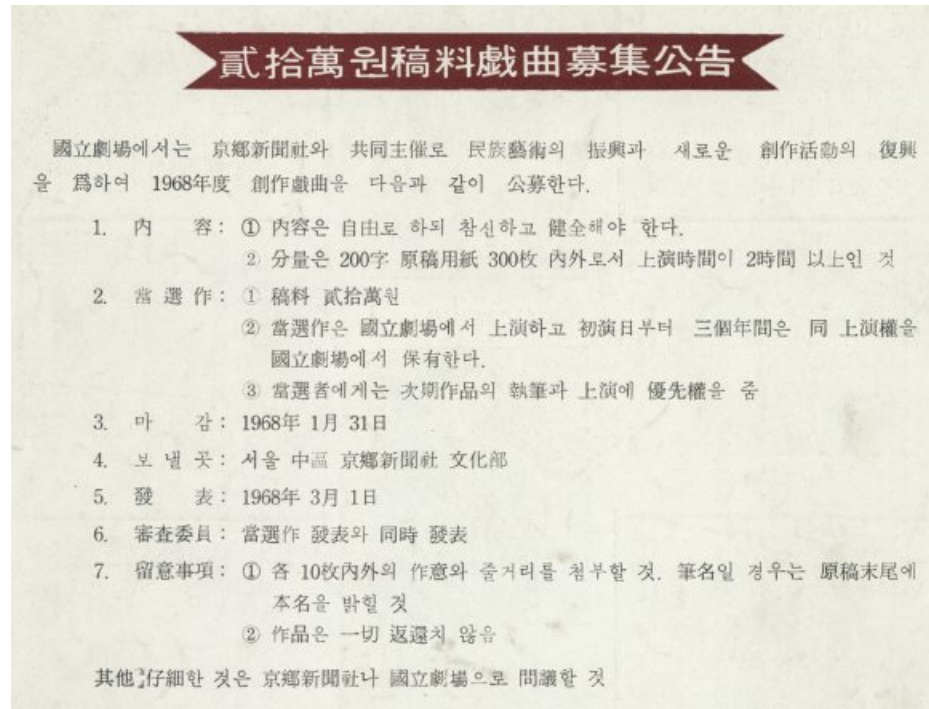 貳拾萬원稿料戲曲募集公告
國立劇場에서는 京鄕新聞社와 共同主催로 民族藝術의 振興과 새로운 創作活動의 復興
을 爲하여 1968年度 創作戲曲을 다음과 같이 公募한다.
1. 內 容: ① 內容은 自由로 하되 참신하고 健全해야 한다.
② 分量은 200字 原稿用紙 300枚 內外로서 上演時間이 2時間 以上인 것
2. 當選作: ① 稿料 貳拾萬원
② 當選作은 國立劇場에서 上演하고 初演日부터 三個年間은 同 上演權을
國立劇場에서 保有한다.
③ 當選者에게는 次期作品의 執筆과 上演에 優先權을 줌
3. 마 감: 1968年 1月 31日
4. 보낼곳: 서울 中區 京鄕新聞社 文化部
5. 發 表: 1968年 3月 1日
6. 審査委員: 當選作 發表와 同時 發表
7. 留意事項: ① 各 10枚內外의 作意와 줄거리를 첨부할 것. 筆名일 경우는 原稿末尾에
本名을 밝힐 것
② 作品은 一切 返還치 않음
其他 仔細한 것은 京鄕新聞社나 國立劇場으로 問議할 것